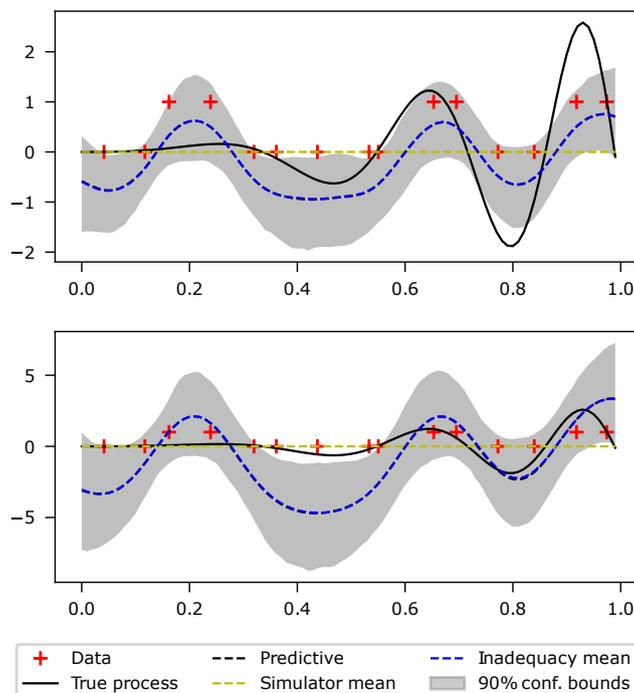 2
1
0
−1
−2
0.0 0.2 0.4 0.6 0.8 1.0
5
0
−5
0.0 0.2 0.4 0.6 0.8 1.0
Data Predictive Inadequacy mean
True process Simulator mean 90% conf. bounds